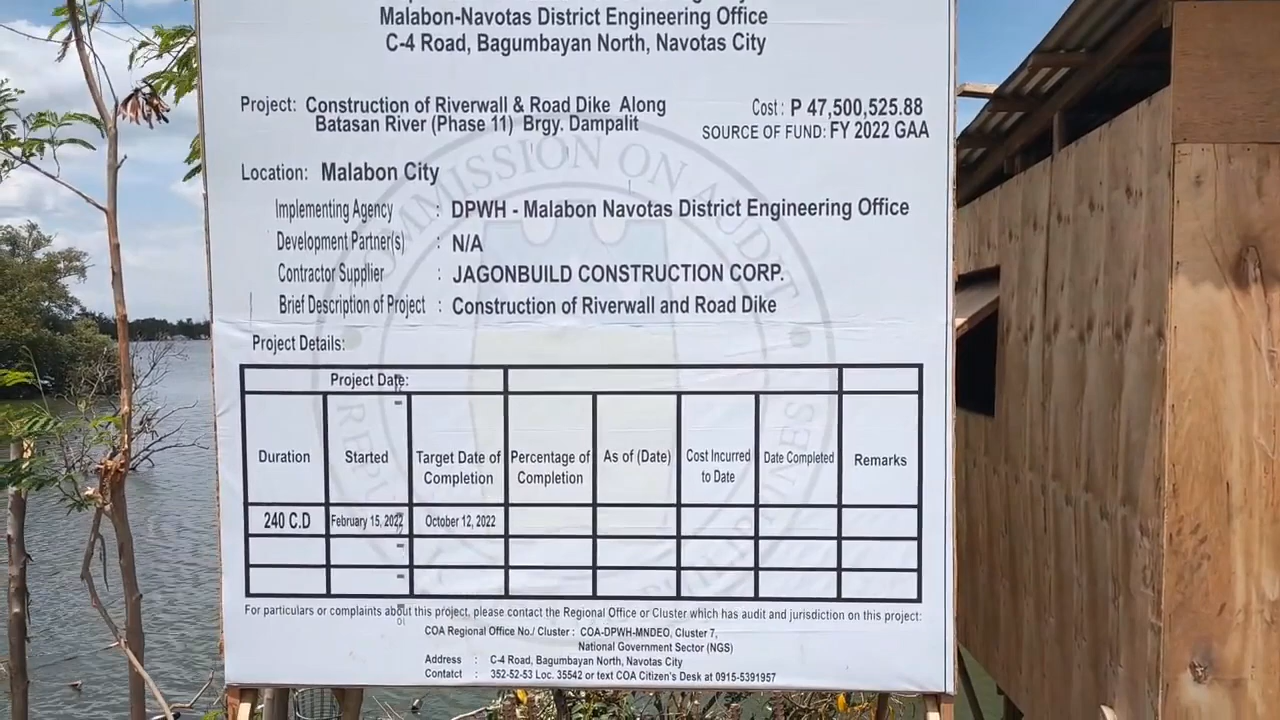 Malabon-Navotas District Engineering Office
C-4 Road, Bagumbayan North, Navotas City
Project: Construction of Riverwall & Road Dike Along
Batasan River (Phase 11) Brgy. Dampalit
Cost : P 47,500,525.88
SOURCE OF FUND: FY 2022 GAA
Location: Malabon City
Implementing Agency : DPWH - Malabon Navotas District Engineering Office
Development Partner(s) : N/A
Contractor Supplier : JAGONBUILD CONSTRUCTION CORP.
Brief Description of Project : Construction of Riverwall and Road Dike
Project Details:
Project Date:
Duration Started Target Date of Completion Percentage of Completion As of (Date) Cost Incurred to Date Date Completed Remarks
240 C.D February 15, 2022 October 12, 2022
For particulars or complaints about this project, please contact the Regional Office or Cluster which has audit and jurisdiction on this project:
COA Regional Office No./ Cluster : COA-DPWH-MNDEO, Cluster 7,
National Government Sector (NGS)
Address : C-4 Road, Bagumbayan North, Navotas City
Contatct : 352-52-53 Loc. 35542 or text COA Citizen's Desk at 0915-5391957
COMMISSION ON AUDIT
REPUBLIC PHILIPPINES